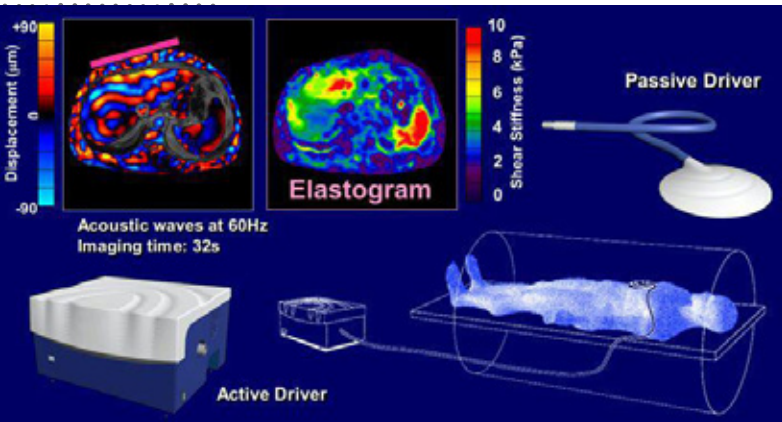 +90
Displacement (μm)
0
-90
Elastogram
10
8
6
4
2
0
Shear Stiffness (kPa)
Passive Driver
Acoustic waves at 60Hz
Imaging time: 32s
Active Driver